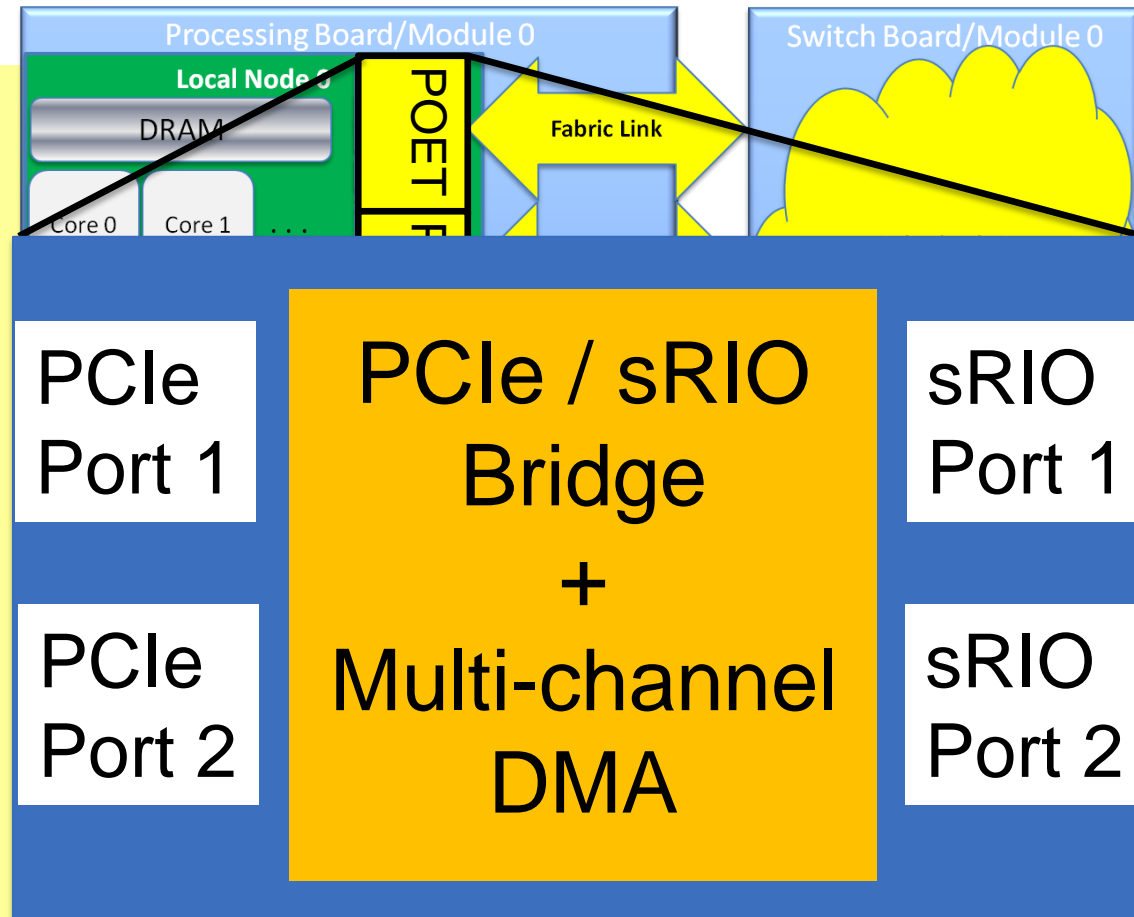 Processing Board/Module 0
Switch Board/Module 0
Local Node 0
POET
Fabric Link
DRAM
Core 0
Core 1
. . .
PCIe
Port 1
PCIe / sRIO
Bridge
+
Multi-channel
DMA
sRIO
Port 1
PCIe
Port 2
sRIO
Port 2